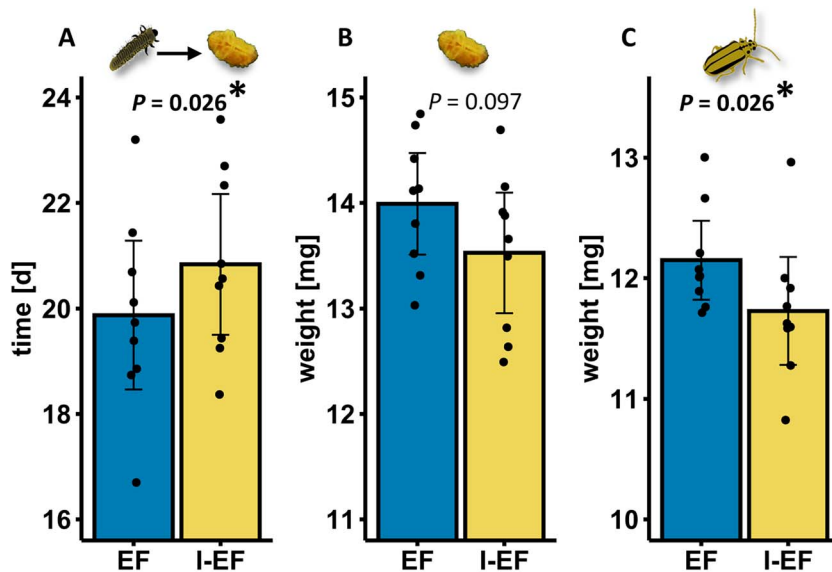 A
P = 0.026*
24
22
20
18
16
time [d]
EF
I-EF
B
P = 0.097
15
14
13
12
11
weight [mg]
EF
I-EF
C
P = 0.026*
13
12
11
10
weight [mg]
EF
I-EF